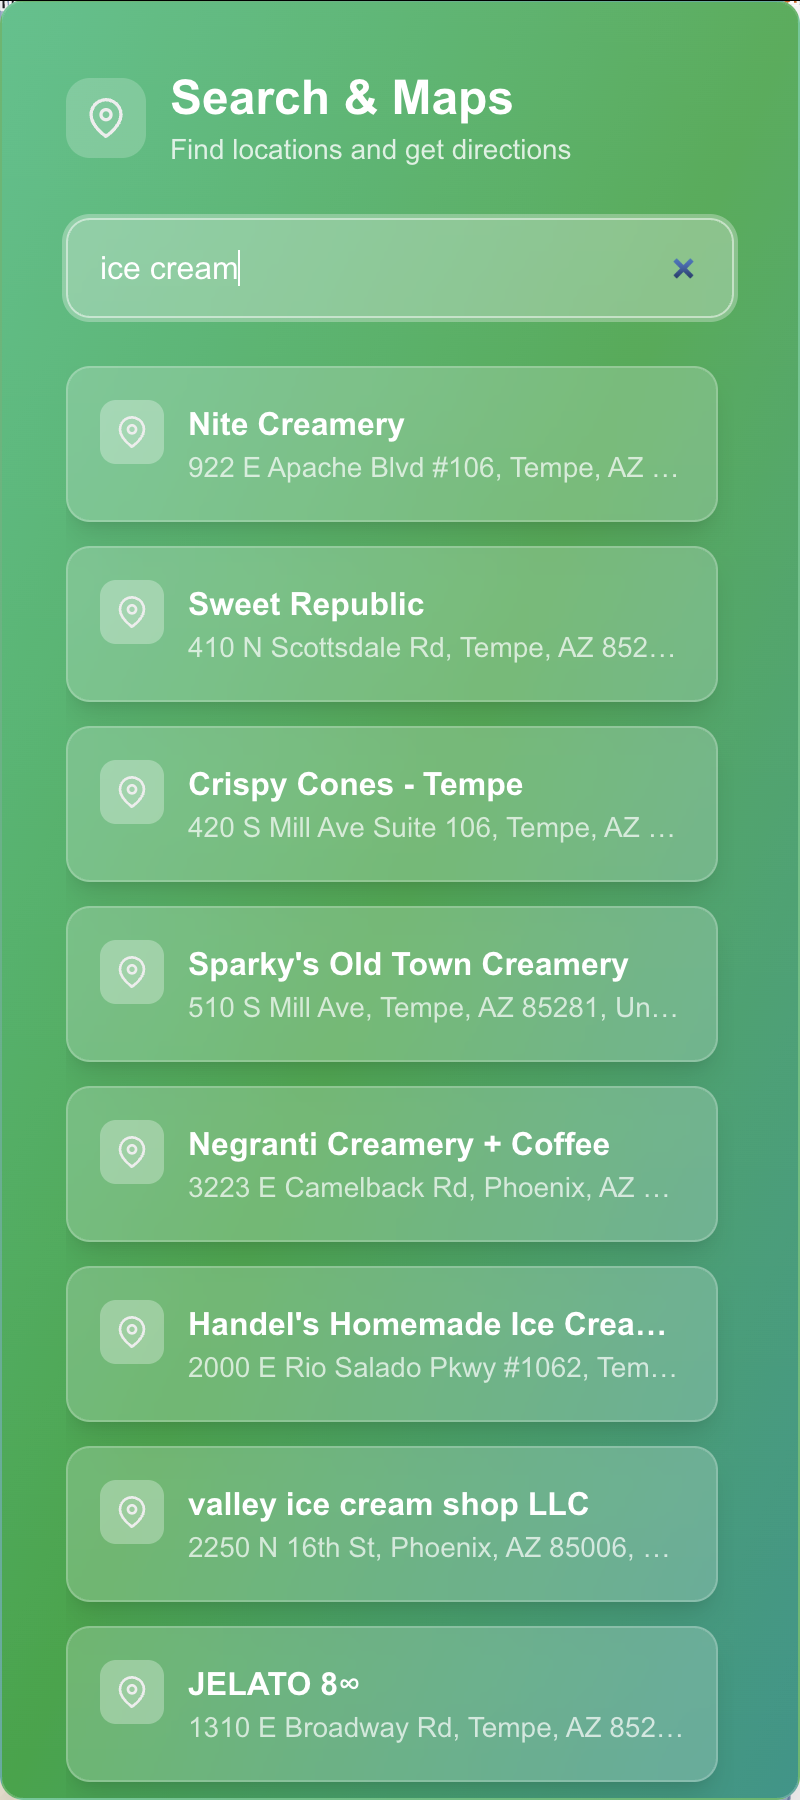 Search & Maps
Find locations and get directions
ice cream
Nite Creamery
922 E Apache Blvd #106, Tempe, AZ …
Sweet Republic
410 N Scottsdale Rd, Tempe, AZ 852…
Crispy Cones - Tempe
420 S Mill Ave Suite 106, Tempe, AZ …
Sparky's Old Town Creamery
510 S Mill Ave, Tempe, AZ 85281, Un…
Negranti Creamery + Coffee
3223 E Camelback Rd, Phoenix, AZ …
Handel's Homemade Ice Crea…
2000 E Rio Salado Pkwy #1062, Tem…
valley ice cream shop LLC
2250 N 16th St, Phoenix, AZ 85006, …
JELATO 8∞
1310 E Broadway Rd, Tempe, AZ 852…